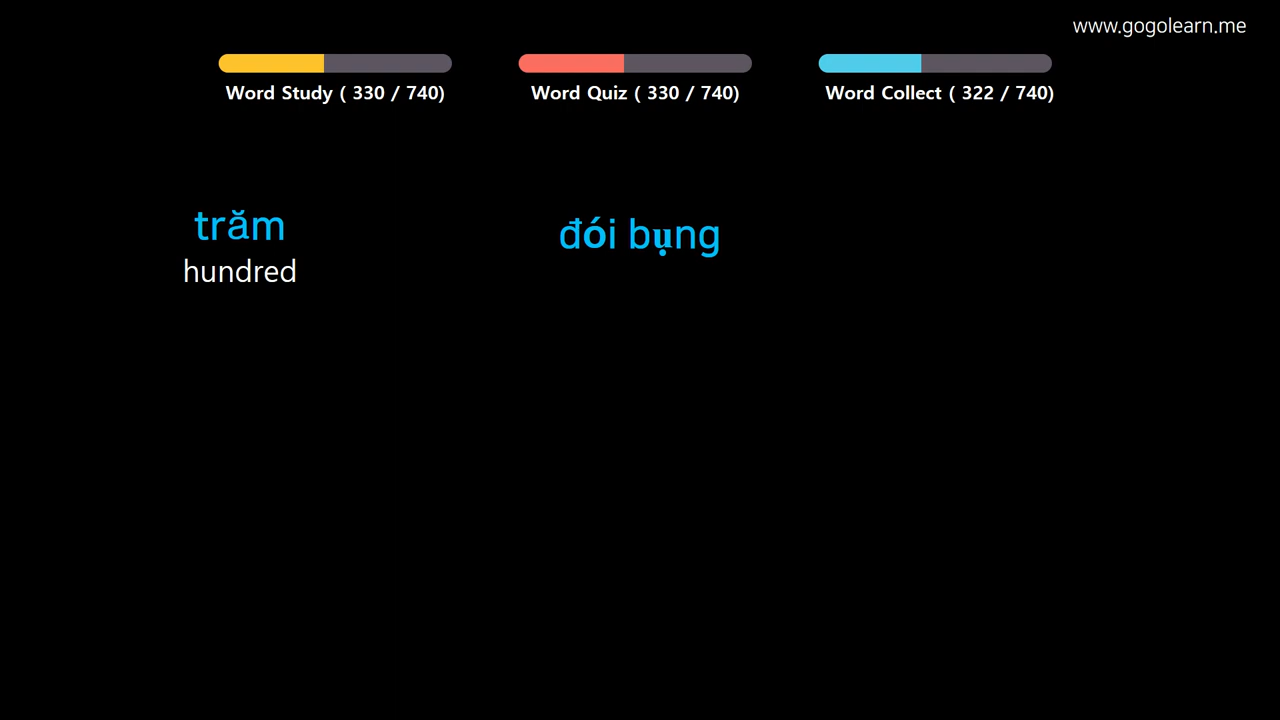 www.gogolearn.me
Word Study ( 330 / 740)
Word Quiz ( 330 / 740)
Word Collect ( 322 / 740)
trăm
hundred
đói bụng